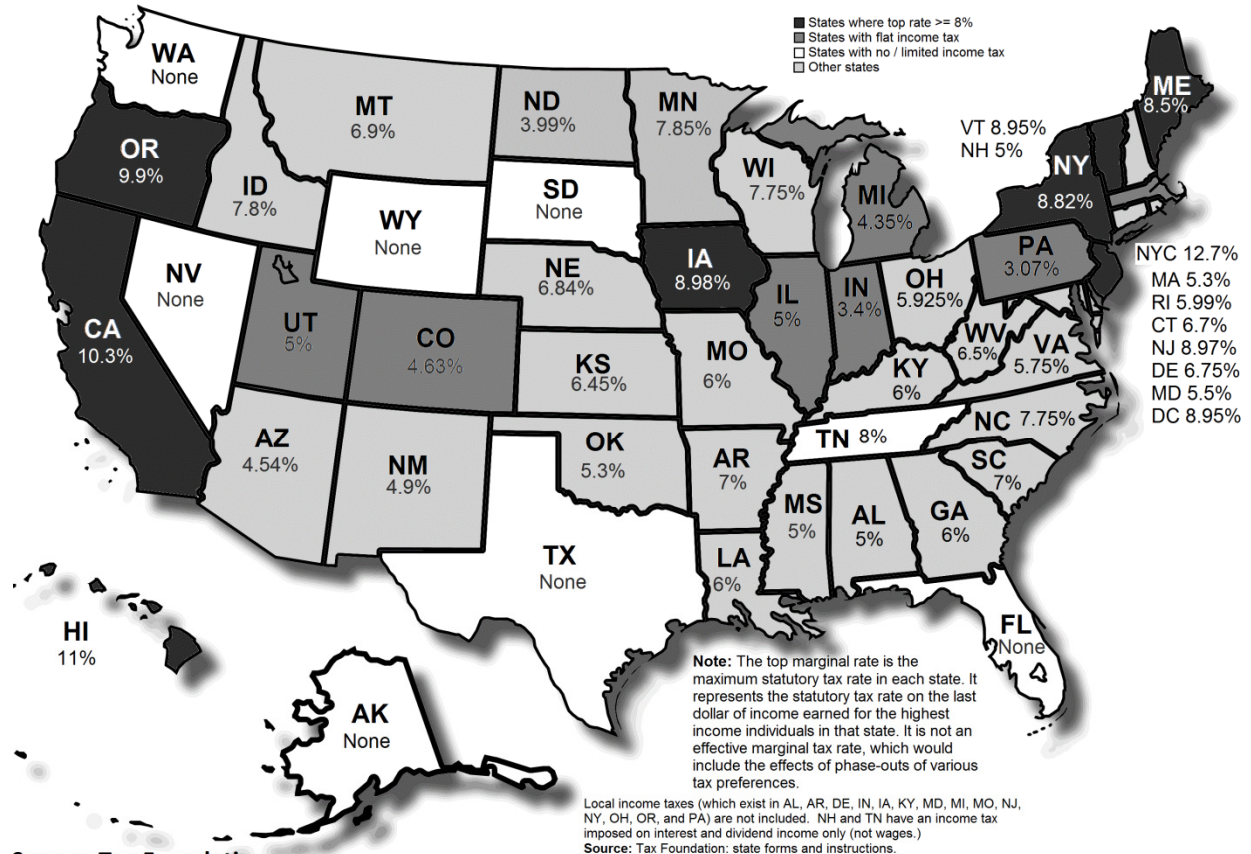 States where top rate >= 8%
States with flat income tax
States with no / limited income tax
Other states
WA
None
OR
9.9%
CA
10.3%
NV
None
ID
7.8%
MT
6.9%
WY
None
UT
5%
CO
4.63%
AZ
4.54%
NM
4.9%
ND
3.99%
SD
None
NE
6.84%
KS
6.45%
OK
5.3%
TX
None
MN
7.85%
IA
8.98%
MO
6%
AR
7%
LA
6%
WI
7.75%
IL
5%
MI
4.35%
IN
3.4%
OH
5.925%
KY
6%
WV
6.5%
VA
5.75%
TN 8%
NC 7.75%
SC
7%
MS
5%
AL
5%
GA
6%
FL
None
PA
3.07%
NY
8.82%
ME
8.5%
VT 8.95%
NH 5%
NYC 12.7%
MA 5.3%
RI 5.99%
CT 6.7%
NJ 8.97%
DE 6.75%
MD 5.5%
DC 8.95%
HI
11%
AK
None
Note: The top marginal rate is the
maximum statutory tax rate in each state. It
represents the statutory tax rate on the last
dollar of income earned for the highest
income individuals in that state. It is not an
effective marginal tax rate, which would
include the effects of phase-outs of various
tax preferences.
Local income taxes (which exist in AL, AR, DE, IN, IA, KY, MD, MI, MO, NJ,
NY, OH, OR, and PA) are not included. NH and TN have an income tax
imposed on interest and dividend income only (not wages.)
Source: Tax Foundation; state forms and instructions.